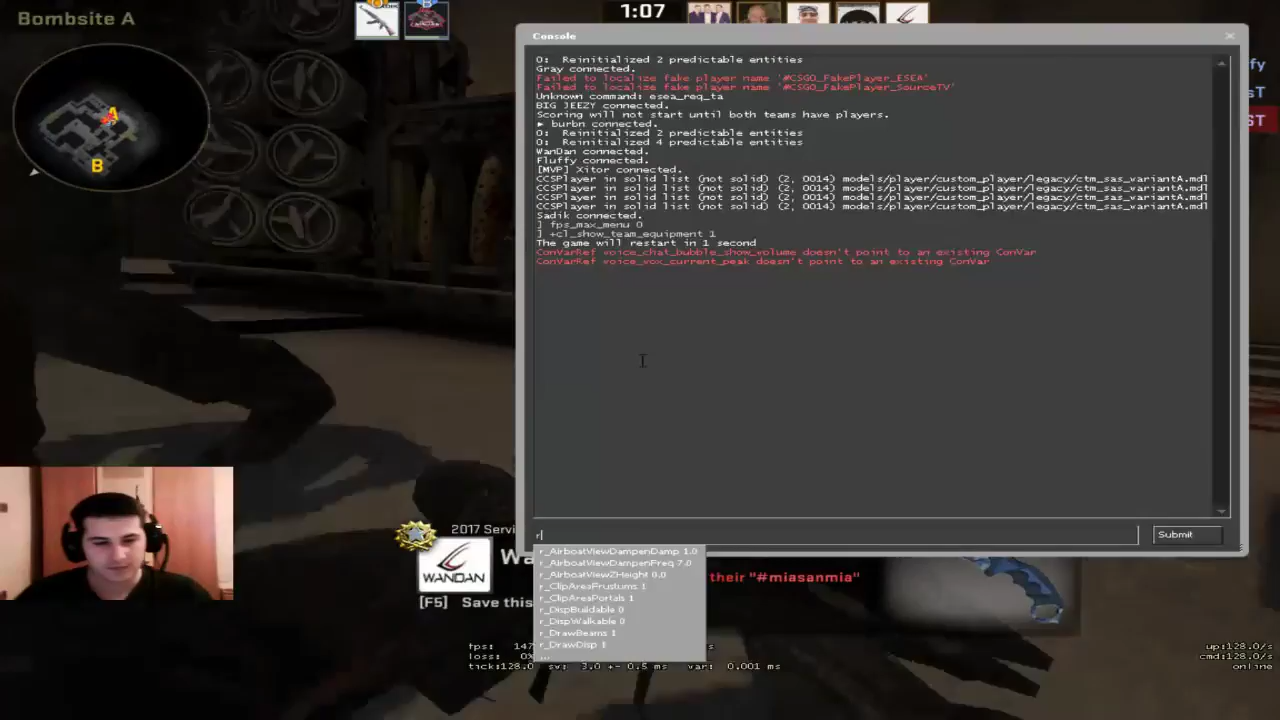 Bombsite A
1:07
A
B
Console
O: Reinitialized 2 predictable entities
Gray connected.
Failed to localize fake player name '#CSGO_FakePlayer_ESEA'
Failed to localize fake player name '#CSGO_FakePlayer_SourceTV'
Unknown command: esea_req_ta
BIG JEEZY connected.
Scoring will not start until both teams have players.
► burbn connected.
O: Reinitialized 2 predictable entities
O: Reinitialized 4 predictable entities
WanDan connected.
Fluffy connected.
[MVP] Xitor connected.
CCSPlayer in solid list (not solid) (2, 0014) models/player/custom_player/legacy/ctm_sas_variantA.mdl
CCSPlayer in solid list (not solid) (2, 0014) models/player/custom_player/legacy/ctm_sas_variantA.mdl
CCSPlayer in solid list (not solid) (2, 0014) models/player/custom_player/legacy/ctm_sas_variantA.mdl
CCSPlayer in solid list (not solid) (2, 0014) models/player/custom_player/legacy/ctm_sas_variantA.mdl
Sadik connected.
] fps_max_menu 0
] +cl_show_team_equipment 1
The game will restart in 1 second
ConVarRef voice_chat_bubble_show_volume doesn't point to an existing ConVar
ConVarRef voice_vox_current_peak doesn't point to an existing ConVar
r
Submit
r_AirboatViewDampenDamp 1.0
r_AirboatViewDampenFreq 7.0
r_AirboatViewZHeight 0.0
r_ClipAreaFrustums 1
r_ClipAreaPortals 1
r_DispBuildable 0
r_DispWalkable 0
r_DrawBeams 1
r_DrawDisp 1
...
2017 Servi
WANDAN
Wa
their "#miasanmia"
[F5] Save this
fps: 147
loss: 0%
tick:128.0 sv: 3.0 +- 0.5 ms var: 0.001 ms
up:128.0/s
cmd:128.0/s
online